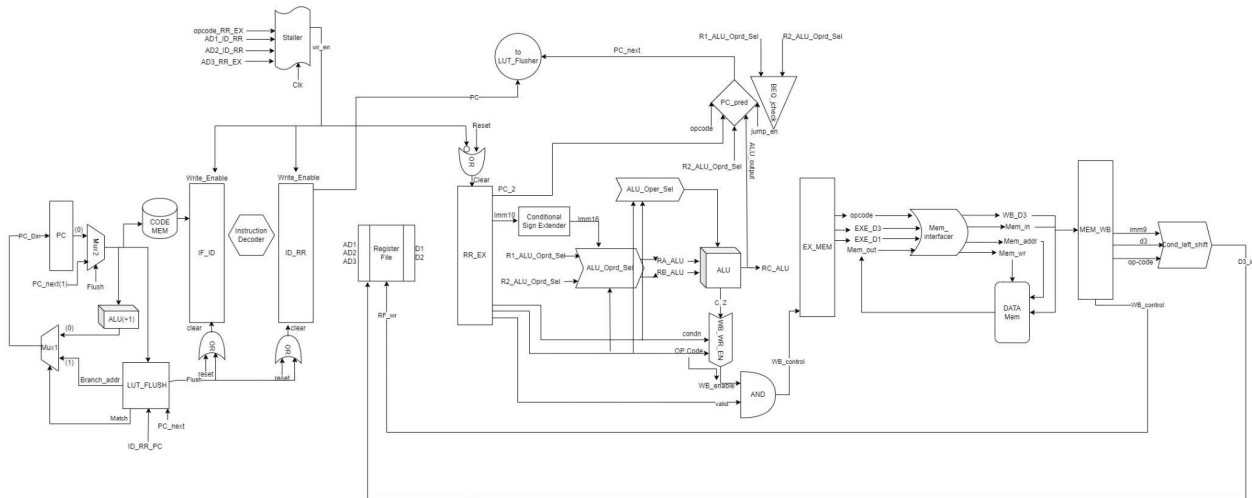 opcode_RR_EX
AD1_ID_RR
AD2_ID_RR
AD3_RR_EX
Staller
wr_en
Clk
to
LUT_Flusher
PC_next
R1_ALU_Oprd_Sel
R2_ALU_Oprd_Sel
BEQ_jcheck
PC_pred
opcode
jump_en
R2_ALU_Oprd_Sel
ALU_output
PC
Reset
OR
Clear
Write_Enable
Write_Enable
PC_Din
PC
(0)
Mux2
PC_next(1)
Flush
CODE
MEM
IF_ID
Instruction
Decoder
ID_RR
ALU(+1)
(0)
Mux1
(1)
Branch_addr
LUT_FLUSH
Match
ID_RR_PC
PC_next
Flush
clear
OR
reset
clear
OR
reset
AD1
AD2
AD3
Register
File
D1
D2
RF_wr
RR_EX
PC_2
Imm10
Conditional
Sign Extender
Imm16
R1_ALU_Oprd_Sel
R2_ALU_Oprd_Sel
ALU_Oprd_Sel
ALU_Oper_Sel
RA_ALU
RB_ALU
ALU
RC_ALU
C_Z
condn
OP_Code
WB_WR_EN
WB_enable
valid
AND
WB_control
EX_MEM
opcode
EXE_D3
EXE_D1
Mem_out
Mem_
interfacer
WB_D3
Mem_in
Mem_addr
Mem_wr
DATA
Mem
MEM_WB
imm9
d3
op-code
Cond_left_shift
WB_control